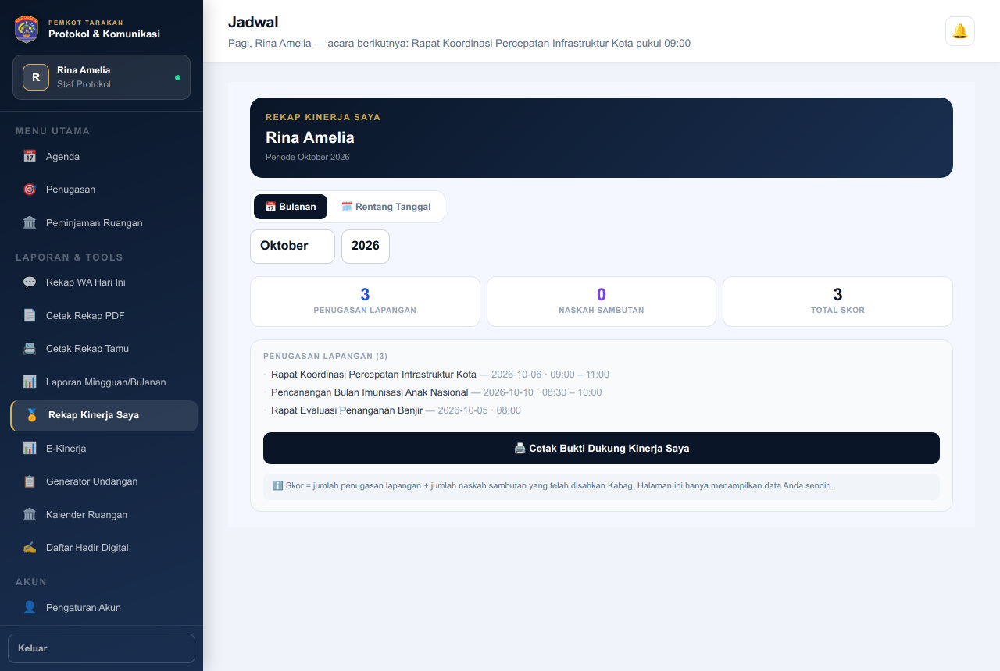 PEMKOT TARAKAN
Protokol & Komunikasi
R
Rina Amelia
Staf Protokol
MENU UTAMA
Agenda
Penugasan
Peminjaman Ruangan
LAPORAN & TOOLS
Rekap WA Hari Ini
Cetak Rekap PDF
Cetak Rekap Tamu
Laporan Mingguan/Bulanan
Rekap Kinerja Saya
E-Kinerja
Generator Undangan
Kalender Ruangan
Daftar Hadir Digital
AKUN
Pengaturan Akun
Keluar
Jadwal
Pagi, Rina Amelia — acara berikutnya: Rapat Koordinasi Percepatan Infrastruktur Kota pukul 09:00
REKAP KINERJA SAYA
Rina Amelia
Periode Oktober 2026
Bulanan
Rentang Tanggal
Oktober
2026
3
PENUGASAN LAPANGAN
0
NASKAH SAMBUTAN
3
TOTAL SKOR
PENUGASAN LAPANGAN (3)
· Rapat Koordinasi Percepatan Infrastruktur Kota — 2026-10-06 · 09:00 – 11:00
· Pencanangan Bulan Imunisasi Anak Nasional — 2026-10-10 · 08:30 – 10:00
· Rapat Evaluasi Penanganan Banjir — 2026-10-05 · 08:00
Cetak Bukti Dukung Kinerja Saya
Skor = jumlah penugasan lapangan + jumlah naskah sambutan yang telah disahkan Kabag. Halaman ini hanya menampilkan data Anda sendiri.